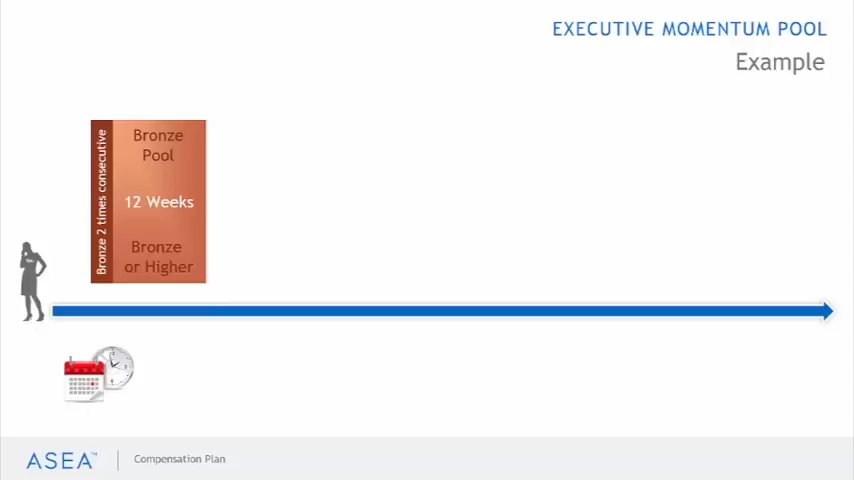 EXECUTIVE MOMENTUM POOL
Example
Bronze 2 times consecutive
Bronze
Pool
12 Weeks
Bronze
or Higher
ASEA™
Compensation Plan